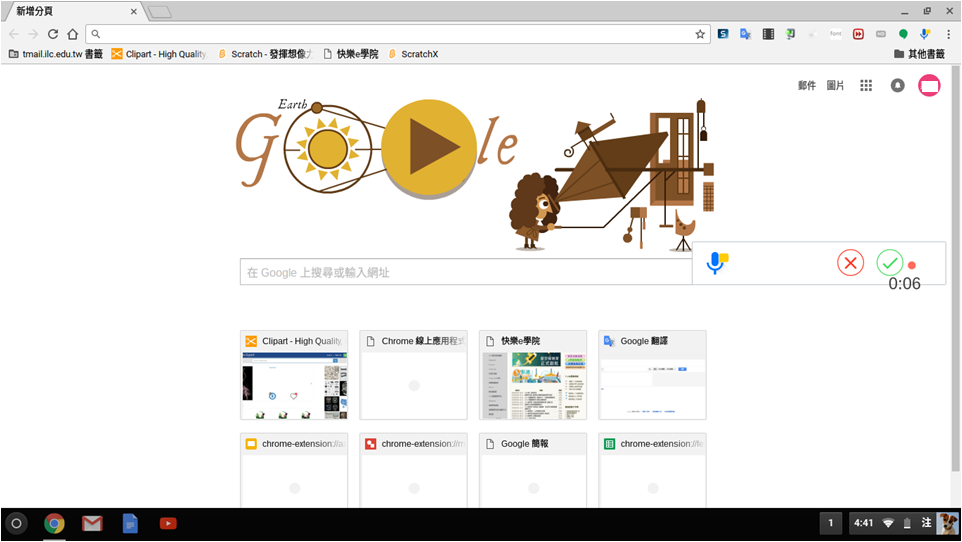 新增分頁
tmail.ilc.edu.tw 書籤
Clipart - High Quality,
Scratch - 發揮想像力
快樂e學院
ScratchX
其他書籤
郵件 圖片
Earth
G le
在 Google 上搜尋或輸入網址
0:06
Clipart - High Quality,
Chrome 線上應用程式
快樂e學院
Google 翻譯
chrome-extension://a
chrome-extension://m
Google 簡報
chrome-extension://fe
1 4:41 注